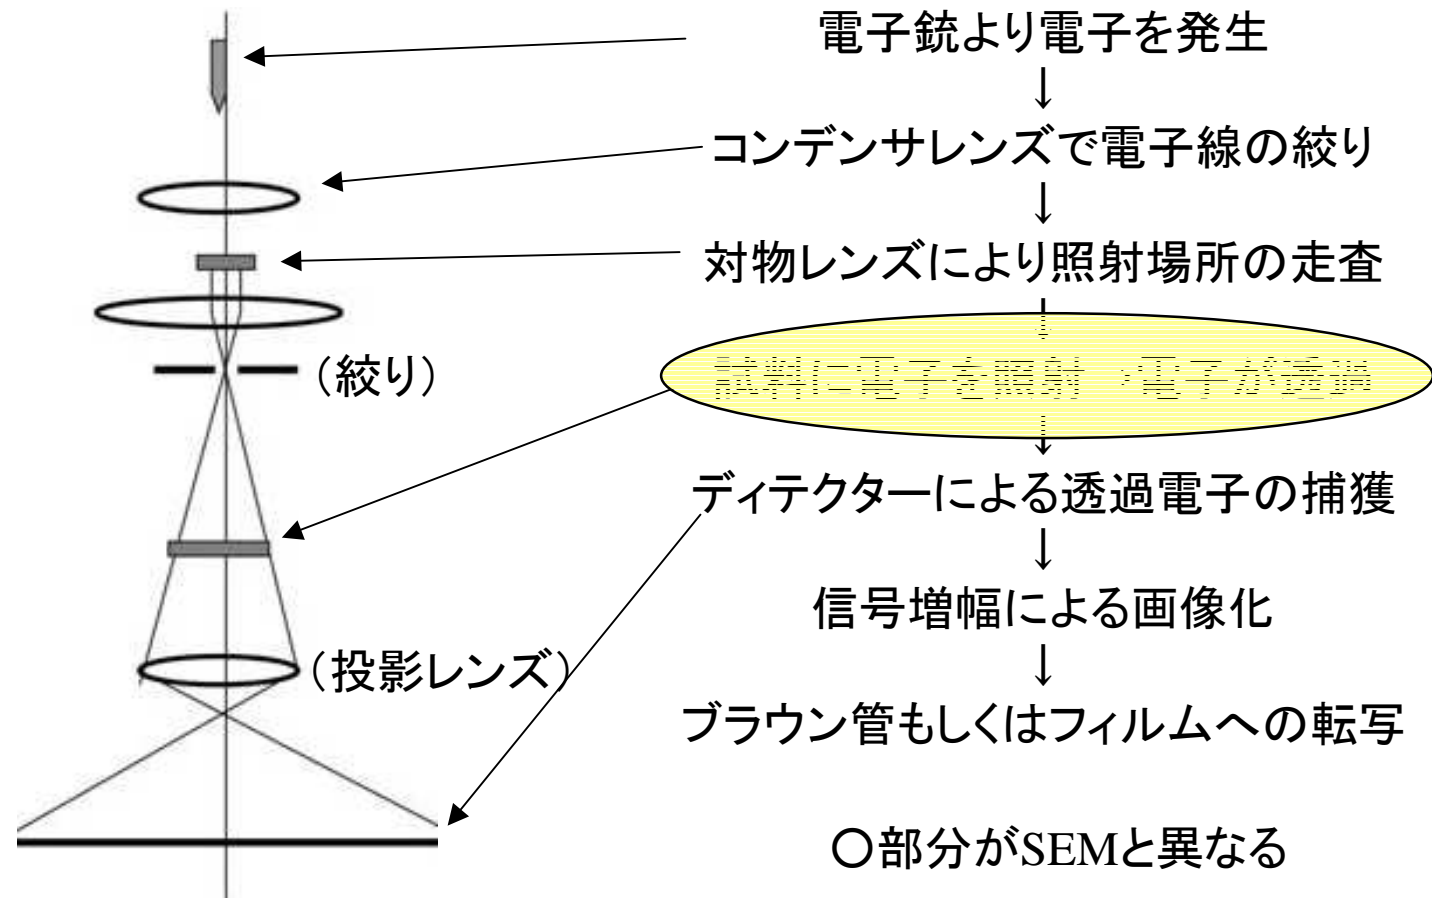 電子銃より電子を発生
↓
コンデンサレンズで電子線の絞り
↓
対物レンズにより照射場所の走査
↓
試料に電子を照射→電子が透過
↓
(絞り)
ディテクターによる透過電子の捕獲
↓
信号増幅による画像化
↓
(投影レンズ)
ブラウン管もしくはフィルムへの転写
○部分がSEMと異なる